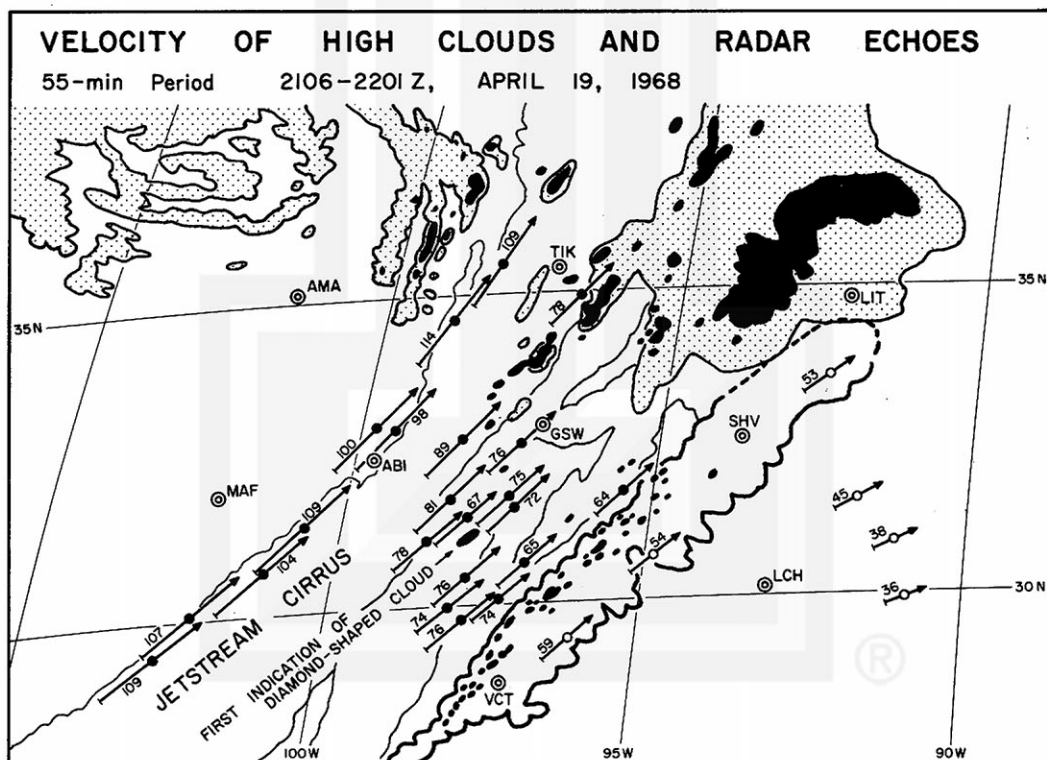 VELOCITY OF HIGH CLOUDS AND RADAR ECHOES
55-min Period 2106-2201 Z, APRIL 19, 1968
109
TIK
AMA
35N
LIT
35N
78
114
53
100
98
SHV
GSW
89
76
ABI
MAF
75
81
67
72
64
45
109
38
78
65
54
104
LCH
76
36
30N
74
74
107
76
59
109
JETSTREAM CIRRUS
FIRST INDICATION OF
DIAMOND-SHAPED CLOUD
VCT
100W
95W
90W
®